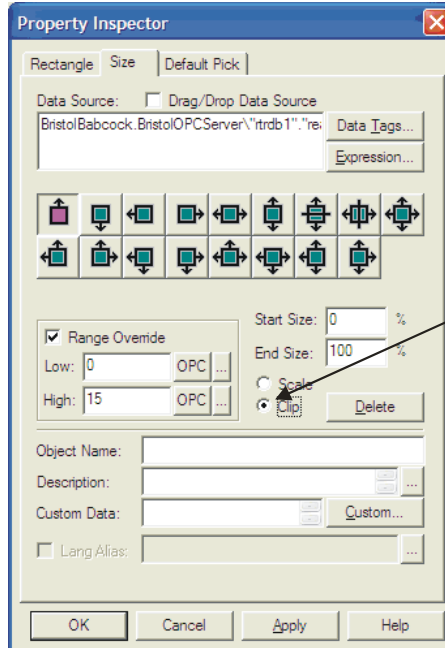 Property Inspector
Rectangle Size Default Pick
Data Source: Drag/Drop Data Source
BristolBabcock.BristolOPCServer\"rtrdb1"."rea Data Tags...
Expression...
Start Size: 0 %
Range Override
End Size: 100 %
Low: 0 OPC ...
Scale
High: 15 OPC ...
Clip Delete
Object Name:
Description: ...
Custom Data: Custom...
Lang Alias: ...
OK Cancel Apply Help